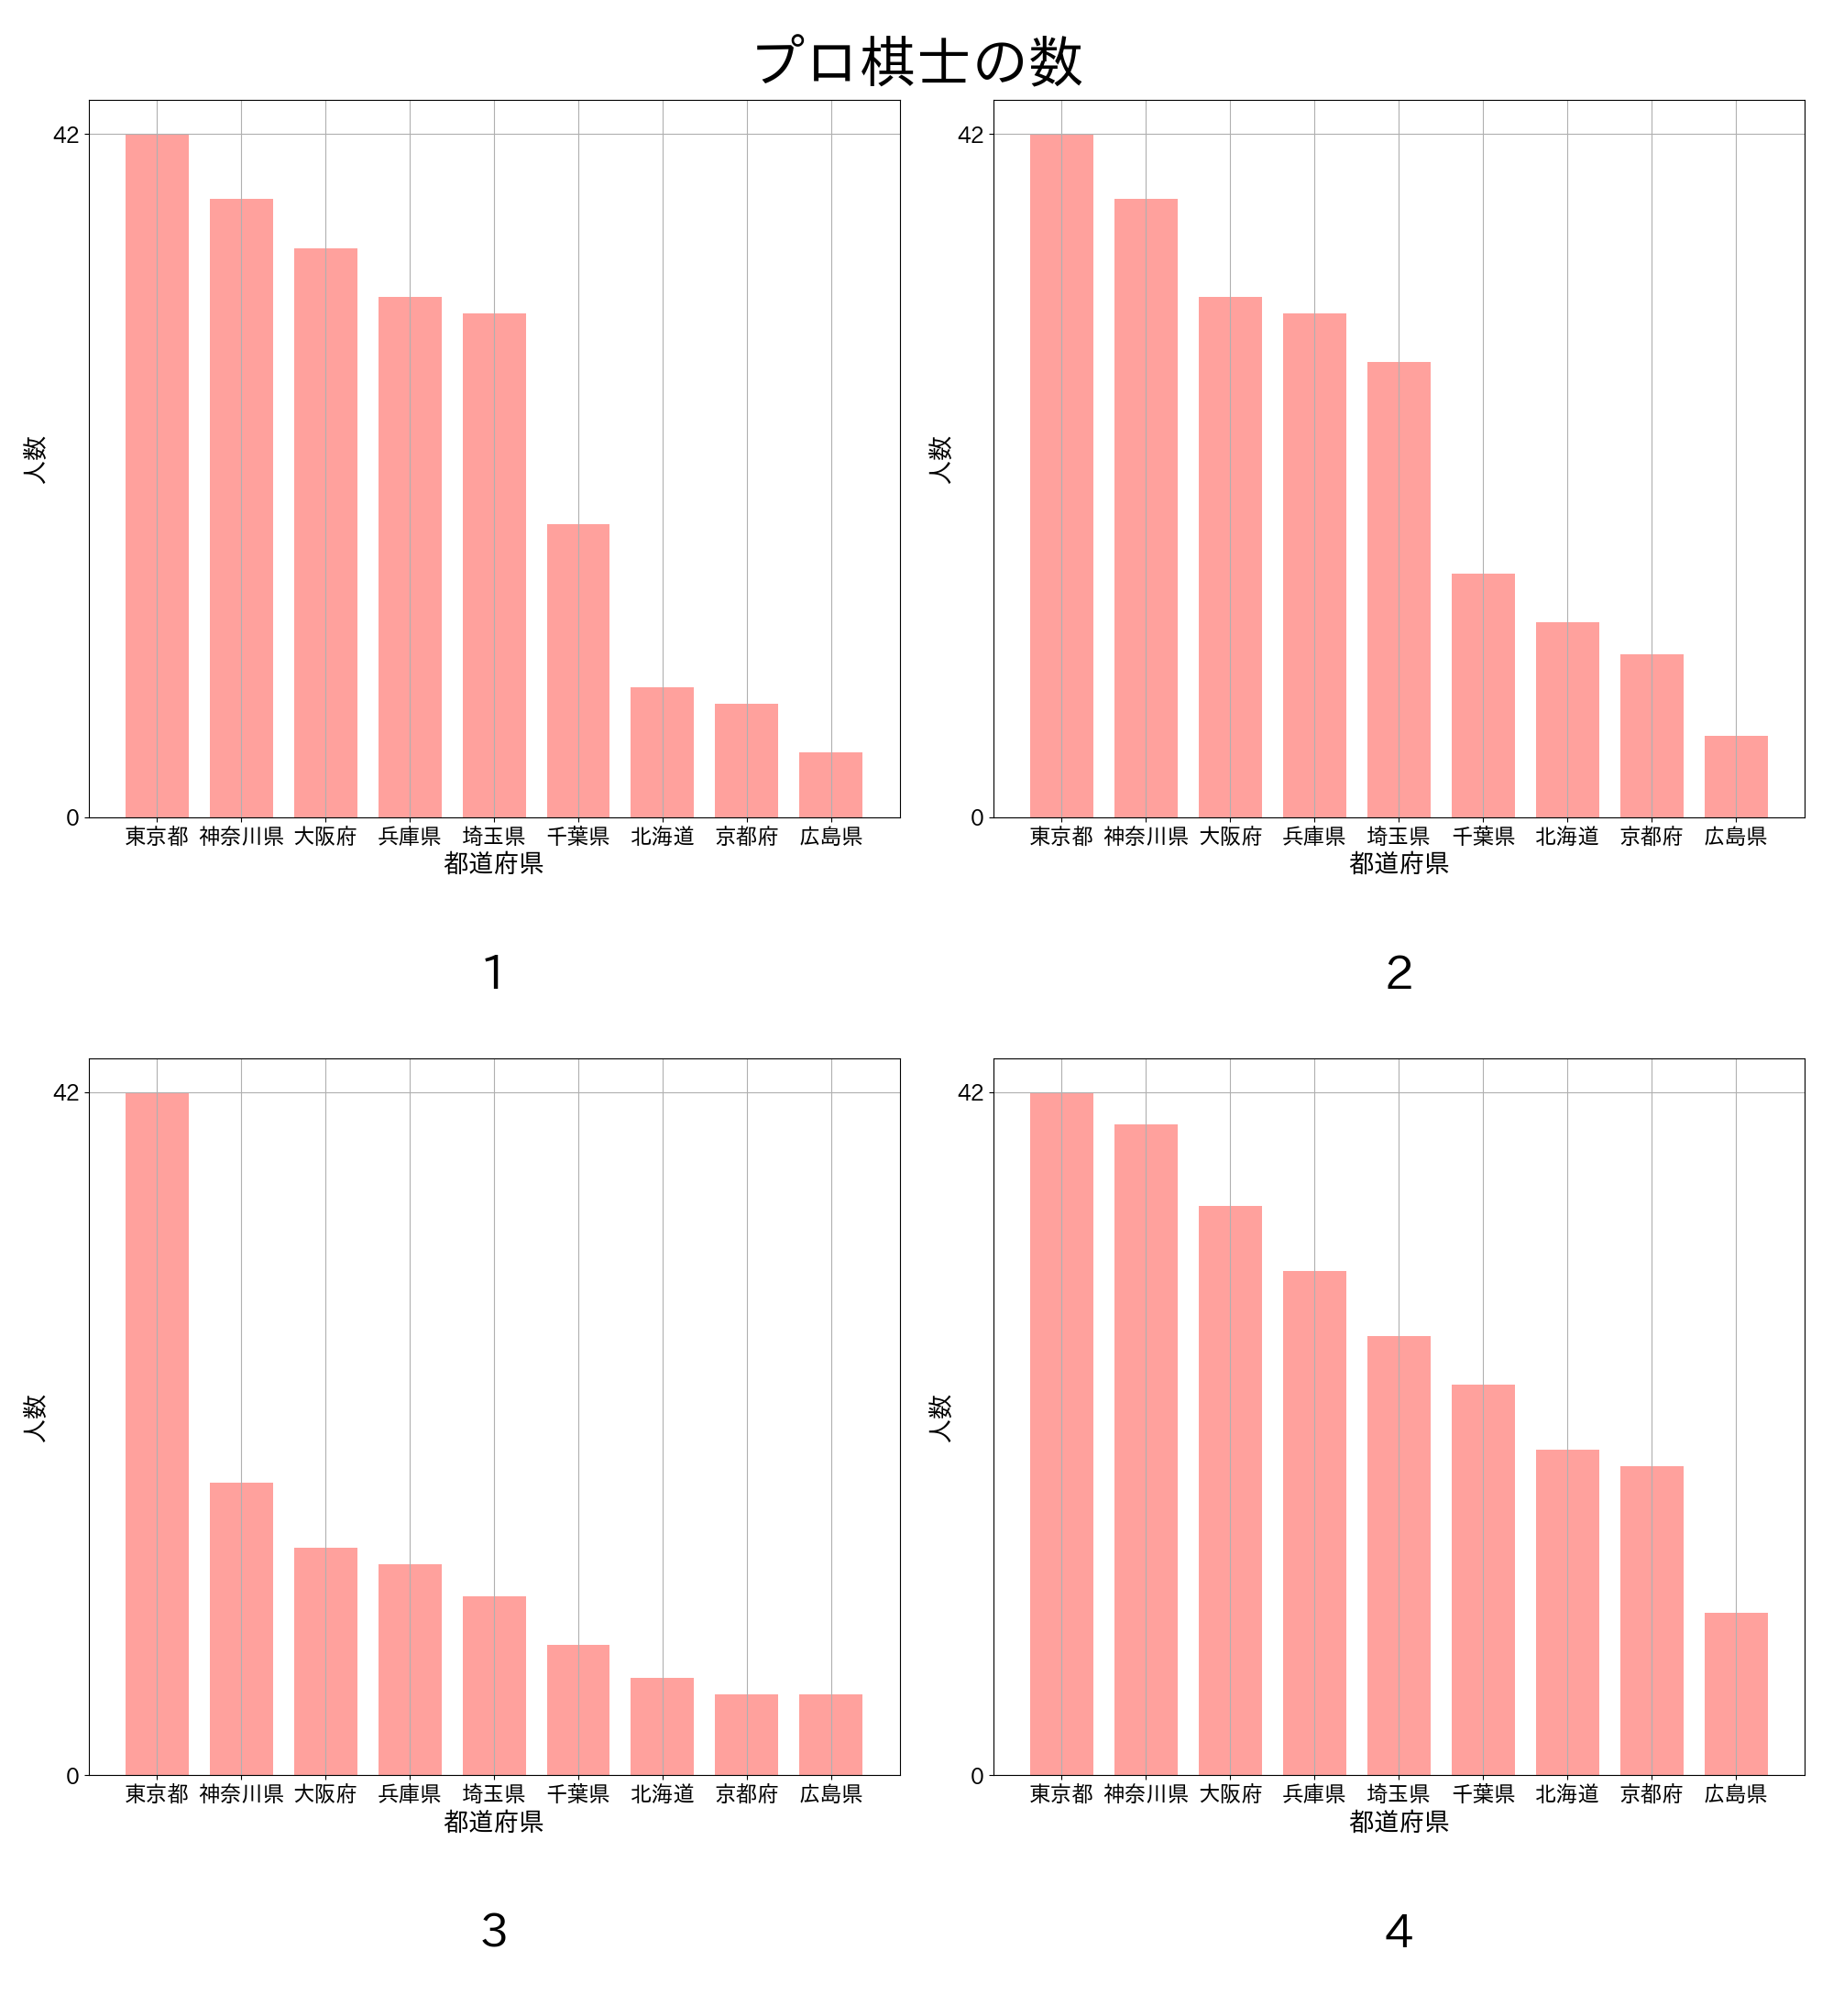 プロ棋士の数
42
人数
0
東京都 神奈川県 大阪府 兵庫県 埼玉県 千葉県 北海道 京都府 広島県
都道府県
1
42
人数
0
東京都 神奈川県 大阪府 兵庫県 埼玉県 千葉県 北海道 京都府 広島県
都道府県
2
42
人数
0
東京都 神奈川県 大阪府 兵庫県 埼玉県 千葉県 北海道 京都府 広島県
都道府県
3
42
人数
0
東京都 神奈川県 大阪府 兵庫県 埼玉県 千葉県 北海道 京都府 広島県
都道府県
4